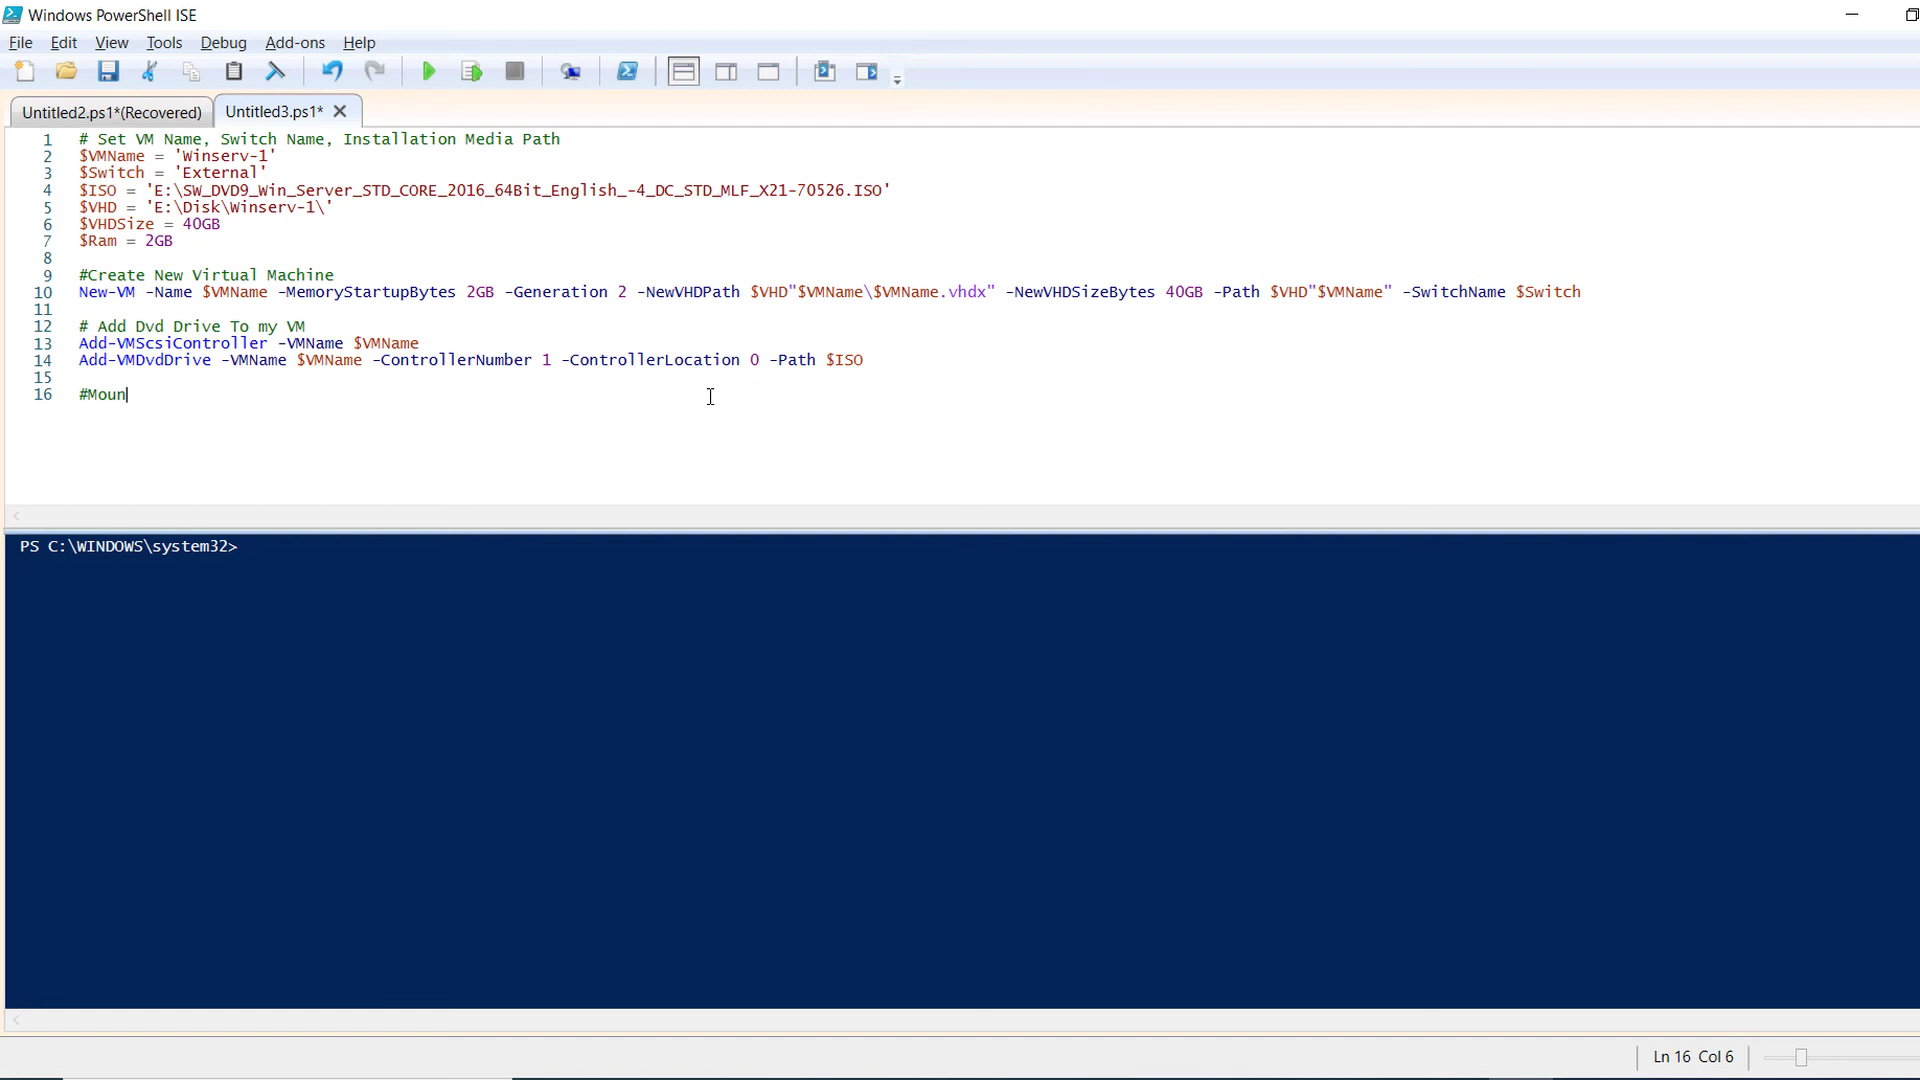 Windows PowerShell ISE
File Edit View Tools Debug Add-ons Help
Untitled2.ps1*(Recovered) Untitled3.ps1*
1 # Set VM Name, Switch Name, Installation Media Path
2 $VMName = 'Winserv-1'
3 $Switch = 'External'
4 $ISO = 'E:\SW_DVD9_Win_Server_STD_CORE_2016_64Bit_English_-4_DC_STD_MLF_X21-70526.ISO'
5 $VHD = 'E:\Disk\Winserv-1\'
6 $VHDSize = 40GB
7 $Ram = 2GB
8
9 #Create New Virtual Machine
10 New-VM -Name $VMName -MemoryStartupBytes 2GB -Generation 2 -NewVHDPath $VHD"$VMName\$VMName.vhdx" -NewVHDSizeBytes 40GB -Path $VHD"$VMName" -SwitchName $Switch
11
12 # Add Dvd Drive To my VM
13 Add-VMScsiController -VMName $VMName
14 Add-VMDvdDrive -VMName $VMName -ControllerNumber 1 -ControllerLocation 0 -Path $ISO
15
16 #Moun
PS C:\WINDOWS\system32>
Ln 16 Col 6